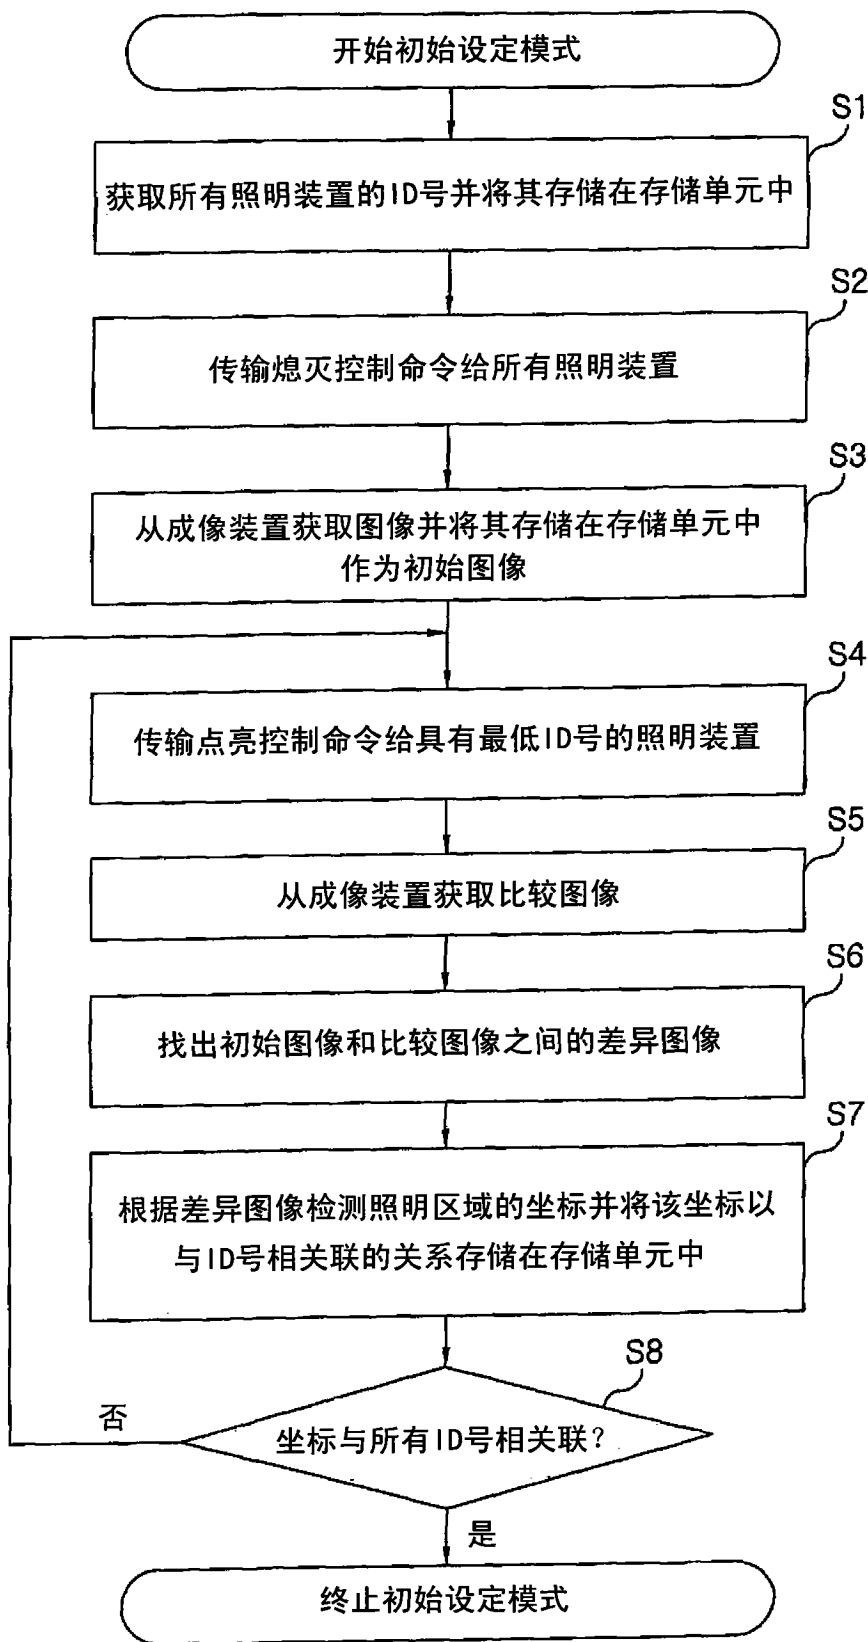 开始初始设定模式
S1
获取所有照明装置的ID号并将其存储在存储单元中
S2
传输熄灭控制命令给所有照明装置
S3
从成像装置获取图像并将其存储在存储单元中
作为初始图像
S4
传输点亮控制命令给具有最低ID号的照明装置
S5
从成像装置获取比较图像
S6
找出初始图像和比较图像之间的差异图像
S7
根据差异图像检测照明区域的坐标并将该坐标以
与ID号相关联的关系存储在存储单元中
S8
否
坐标与所有ID号相关联？
是
终止初始设定模式